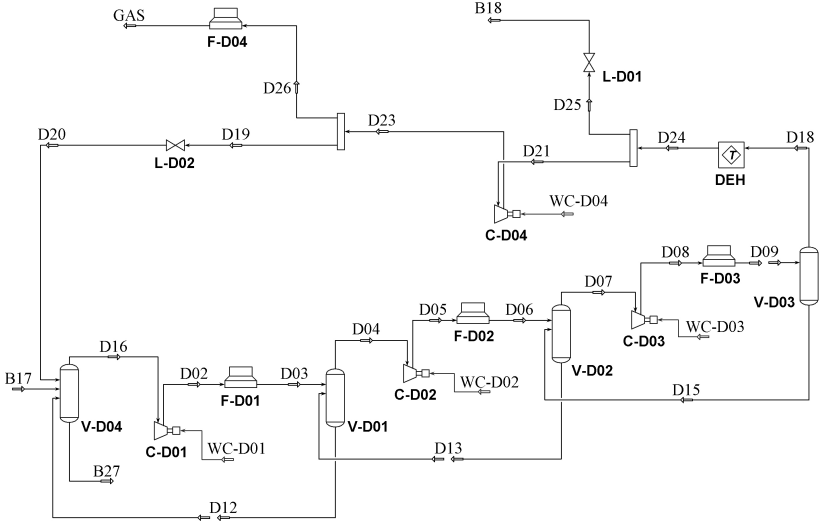 GAS
F-D04
B18
L-D01
D26
D25
D20
D19
D23
D21
D24
D18
L-D02
T
DEH
WC-D04
C-D04
D08
D09
F-D03
V-D03
D07
D05
D06
F-D02
C-D03
WC-D03
D04
D16
V-D02
D02
D03
C-D02
WC-D02
B17
F-D01
D15
V-D04
V-D01
C-D01
WC-D01
D13
B27
D12